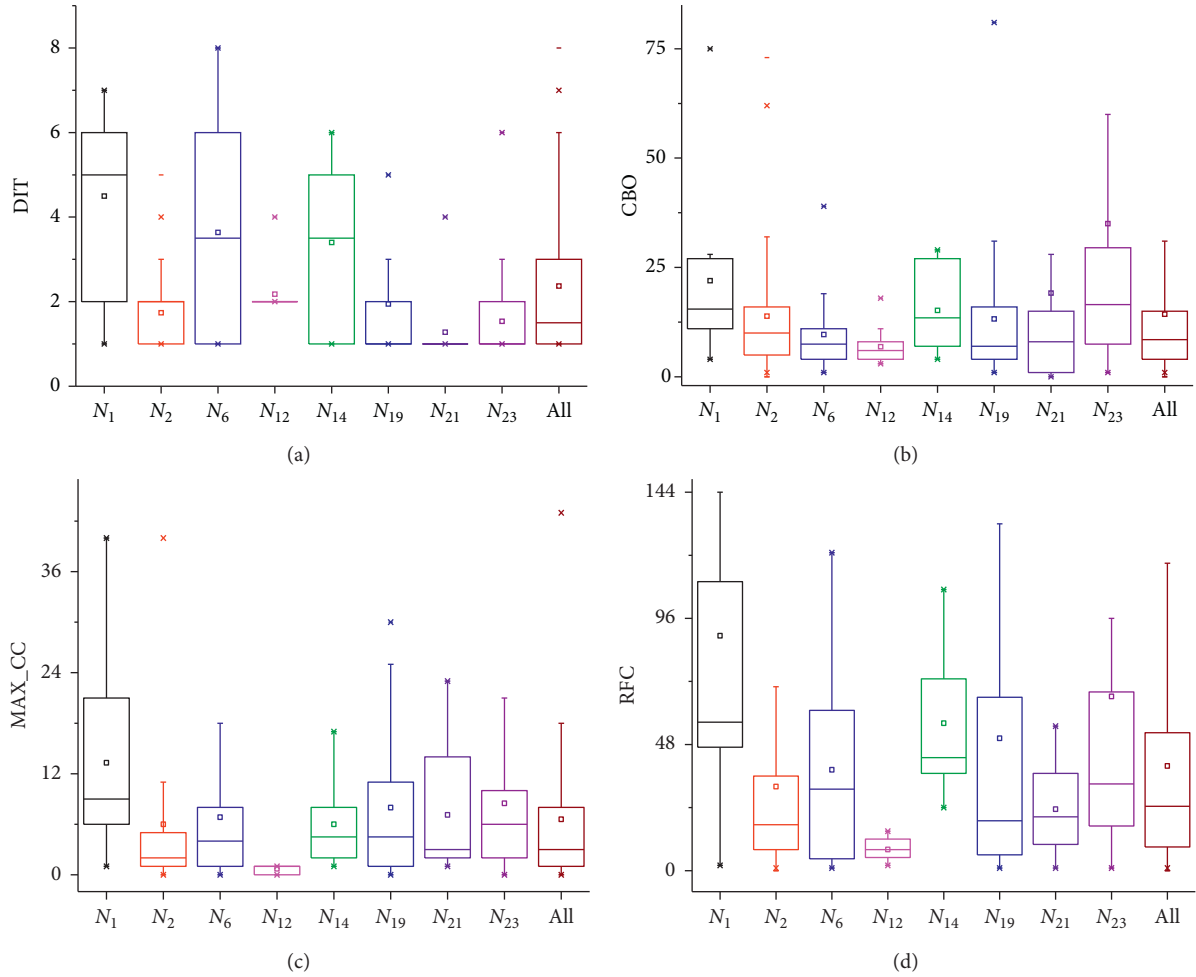 8
6
4
2
0
DIT
N1 N2 N6 N12 N14 N19 N21 N23 All
(a)
75
50
25
0
CBO
N1 N2 N6 N12 N14 N19 N21 N23 All
(b)
36
24
12
0
MAX_CC
N1 N2 N6 N12 N14 N19 N21 N23 All
(c)
144
96
48
0
RFC
N1 N2 N6 N12 N14 N19 N21 N23 All
(d)